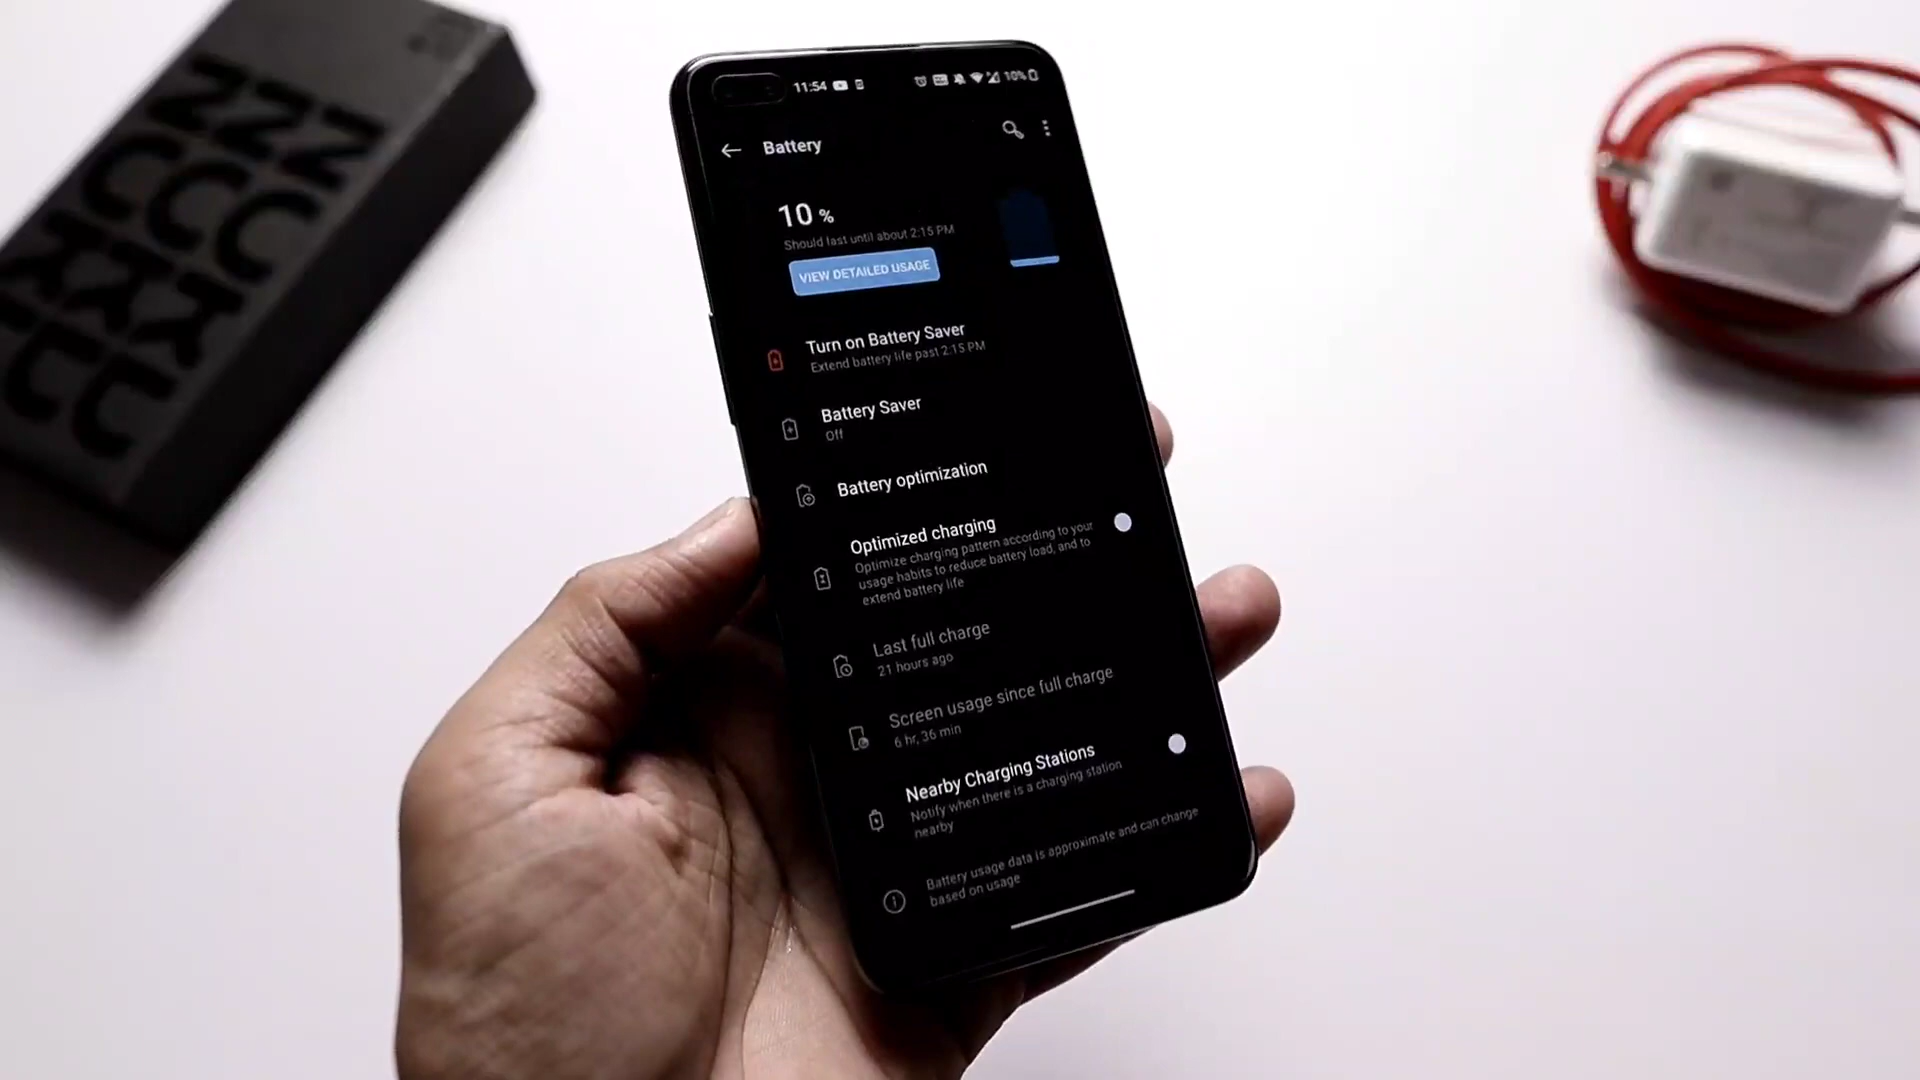 ZZZ
CCC
11:54
10%
Battery
10 %
Should last until about 2:15 PM
VIEW DETAILED USAGE
Turn on Battery Saver
Extend battery life past 2:15 PM
Battery Saver
Off
Battery optimization
Optimized charging
Optimize charging pattern according to your
usage habits to reduce battery load, and to
extend battery life
Last full charge
21 hours ago
Screen usage since full charge
6 hr, 36 min
Nearby Charging Stations
Notify when there is a charging station
nearby
Battery usage data is approximate and can change
based on usage